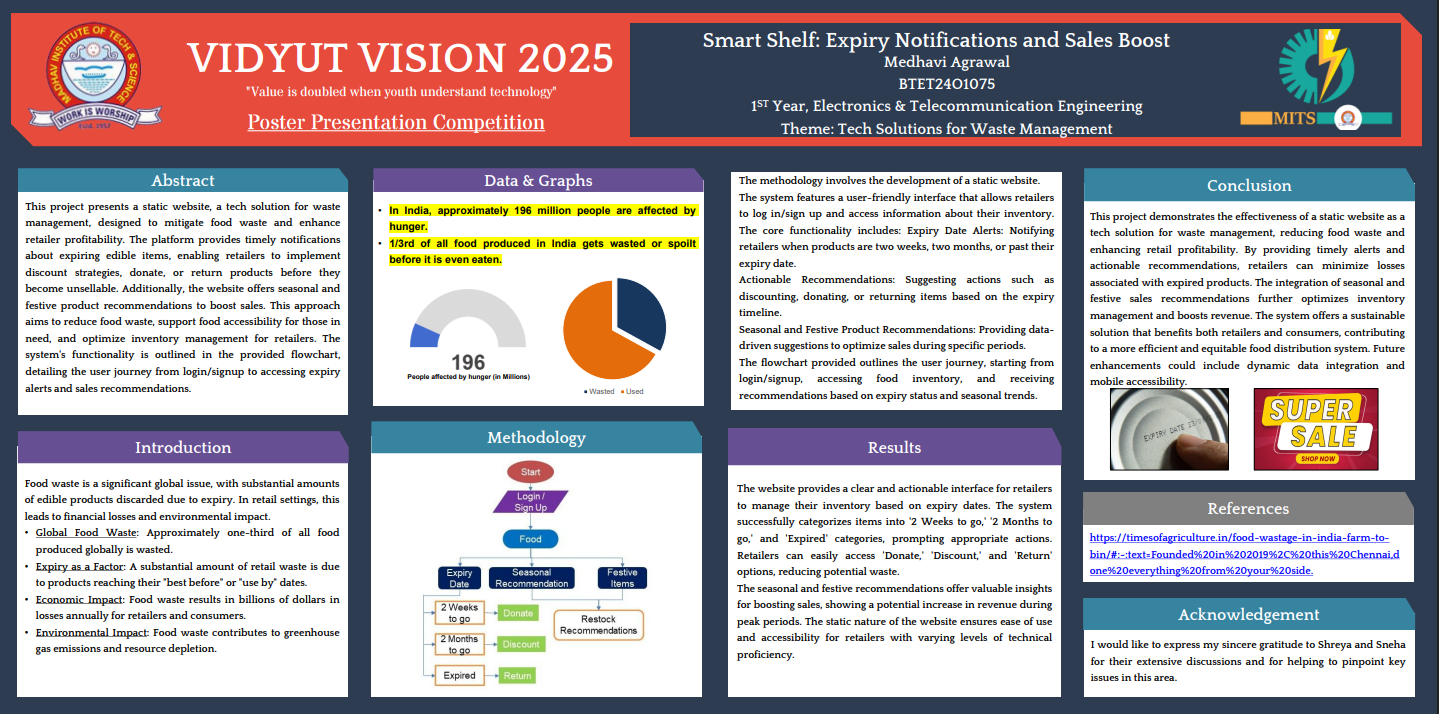 MADHAV INSTITUTE OF TECH & SCIENCE
WORK IS WORSHIP
VIDYUT VISION 2025
"Value is doubled when youth understand technology"
Poster Presentation Competition
Smart Shelf: Expiry Notifications and Sales Boost
Medhavi Agrawal
BTET24O1075
1ST Year, Electronics & Telecommunication Engineering
Theme: Tech Solutions for Waste Management
MITS
Abstract
This project presents a static website, a tech solution for waste
management, designed to mitigate food waste and enhance
retailer profitability. The platform provides timely notifications
about expiring edible items, enabling retailers to implement
discount strategies, donate, or return products before they
become unsellable. Additionally, the website offers seasonal and
festive product recommendations to boost sales. This approach
aims to reduce food waste, support food accessibility for those in
need, and optimize inventory management for retailers. The
system's functionality is outlined in the provided flowchart,
detailing the user journey from login/signup to accessing expiry
alerts and sales recommendations.
Introduction
Food waste is a significant global issue, with substantial amounts
of edible products discarded due to expiry. In retail settings, this
leads to financial losses and environmental impact.
• Global Food Waste: Approximately one-third of all food
produced globally is wasted.
• Expiry as a Factor: A substantial amount of retail waste is due
to products reaching their "best before" or "use by" dates.
• Economic Impact: Food waste results in billions of dollars in
losses annually for retailers and consumers.
• Environmental Impact: Food waste contributes to greenhouse
gas emissions and resource depletion.
Data & Graphs
• In India, approximately 196 million people are affected by
hunger.
• 1/3rd of all food produced in India gets wasted or spoilt
before it is even eaten.
196
People affected by hunger (in Millions)
Wasted Used
Methodology
Start
Login /
Sign Up
Food
Expiry
Date
Seasonal
Recommendation
Festive
Items
2 Weeks
to go
Donate
2 Months
to go
Discount
Expired
Return
Restock
Recommendations
The methodology involves the development of a static website.
The system features a user-friendly interface that allows retailers
to log in/sign up and access information about their inventory.
The core functionality includes: Expiry Date Alerts: Notifying
retailers when products are two weeks, two months, or past their
expiry date.
Actionable Recommendations: Suggesting actions such as
discounting, donating, or returning items based on the expiry
timeline.
Seasonal and Festive Product Recommendations: Providing data-
driven suggestions to optimize sales during specific periods.
The flowchart provided outlines the user journey, starting from
login/signup, accessing food inventory, and receiving
recommendations based on expiry status and seasonal trends.
Results
The website provides a clear and actionable interface for retailers
to manage their inventory based on expiry dates. The system
successfully categorizes items into '2 Weeks to go,' '2 Months to
go,' and 'Expired' categories, prompting appropriate actions.
Retailers can easily access 'Donate,' 'Discount,' and 'Return'
options, reducing potential waste.
The seasonal and festive recommendations offer valuable insights
for boosting sales, showing a potential increase in revenue during
peak periods. The static nature of the website ensures ease of use
and accessibility for retailers with varying levels of technical
proficiency.
Conclusion
This project demonstrates the effectiveness of a static website as a
tech solution for waste management, reducing food waste and
enhancing retail profitability. By providing timely alerts and
actionable recommendations, retailers can minimize losses
associated with expired products. The integration of seasonal and
festive sales recommendations further optimizes inventory
management and boosts revenue. The system offers a sustainable
solution that benefits both retailers and consumers, contributing
to a more efficient and equitable food distribution system. Future
enhancements could include dynamic data integration and
mobile accessibility.
EXPIRY DATE
SUPER
SALE
SHOP NOW
References
https://timesofagriculture.in/food-wastage-in-india-farm-to-
bin/#:~:text=Founded%20in%202019%2C%20this%20Chennai,d
one%20everything%20from%20your%20side.
Acknowledgement
I would like to express my sincere gratitude to Shreya and Sneha
for their extensive discussions and for helping to pinpoint key
issues in this area.